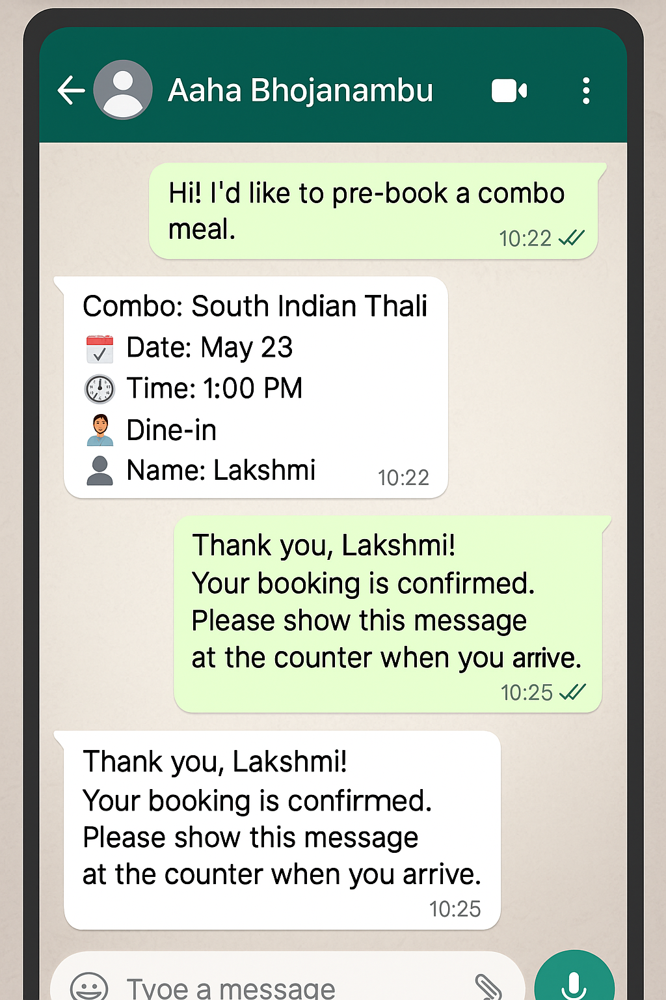 Aaha Bhojanambu
Hi! I'd like to pre-book a combo
meal.
10:22
Combo: South Indian Thali
Date: May 23
Time: 1:00 PM
Dine-in
Name: Lakshmi
10:22
Thank you, Lakshmi!
Your booking is confirmed.
Please show this message
at the counter when you arrive.
10:25
Thank you, Lakshmi!
Your booking is confirmed.
Please show this message
at the counter when you arrive.
10:25
Tyoe a message